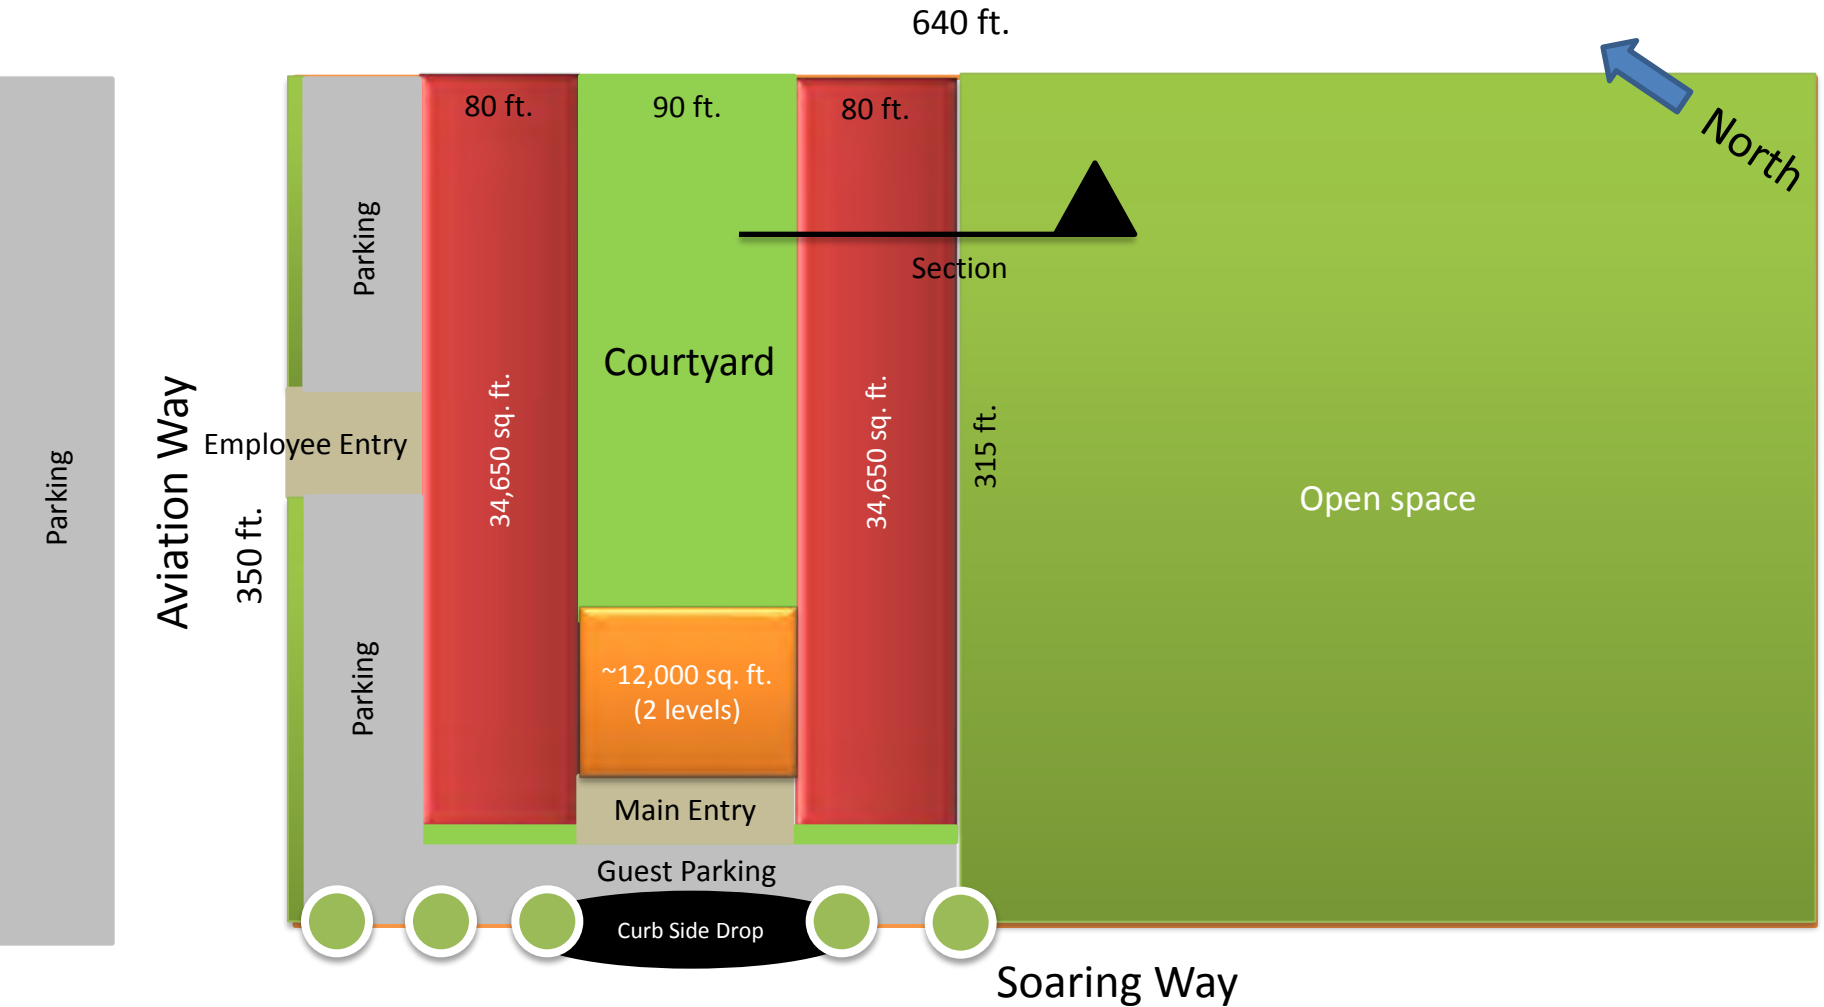 640 ft.
80 ft.
90 ft.
80 ft.
North
Parking
Section
Courtyard
34,650 sq. ft.
34,650 sq. ft.
315 ft.
Aviation Way
Employee Entry
Parking
350 ft.
Open space
Parking
~12,000 sq. ft.
(2 levels)
Main Entry
Guest Parking
Curb Side Drop
Soaring Way